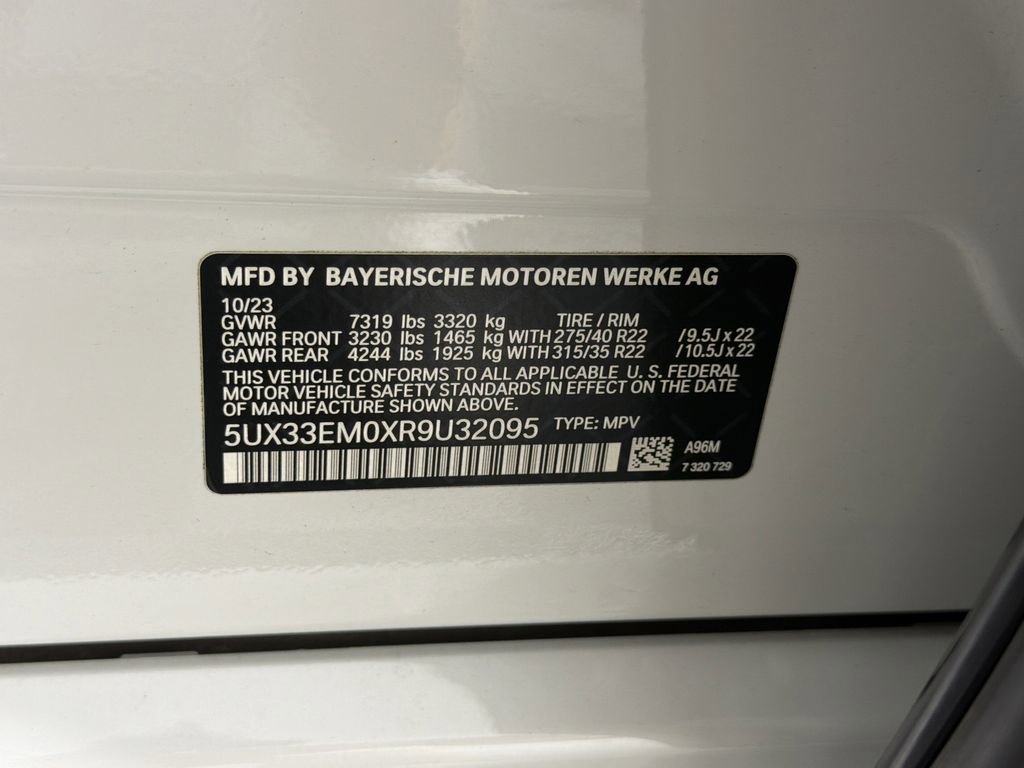 MFD BY BAYERISCHE MOTOREN WERKE AG
10/23
GVWR 7319 lbs 3320 kg TIRE / RIM
GAWR FRONT 3230 lbs 1465 kg WITH 275/40 R22 /9.5J x 22
GAWR REAR 4244 lbs 1925 kg WITH 315/35 R22 /10.5J x 22
THIS VEHICLE CONFORMS TO ALL APPLICABLE U. S. FEDERAL
MOTOR VEHICLE SAFETY STANDARDS IN EFFECT ON THE DATE
OF MANUFACTURE SHOWN ABOVE.
5UX33EM0XR9U32095 TYPE: MPV
A96M
7 320 729